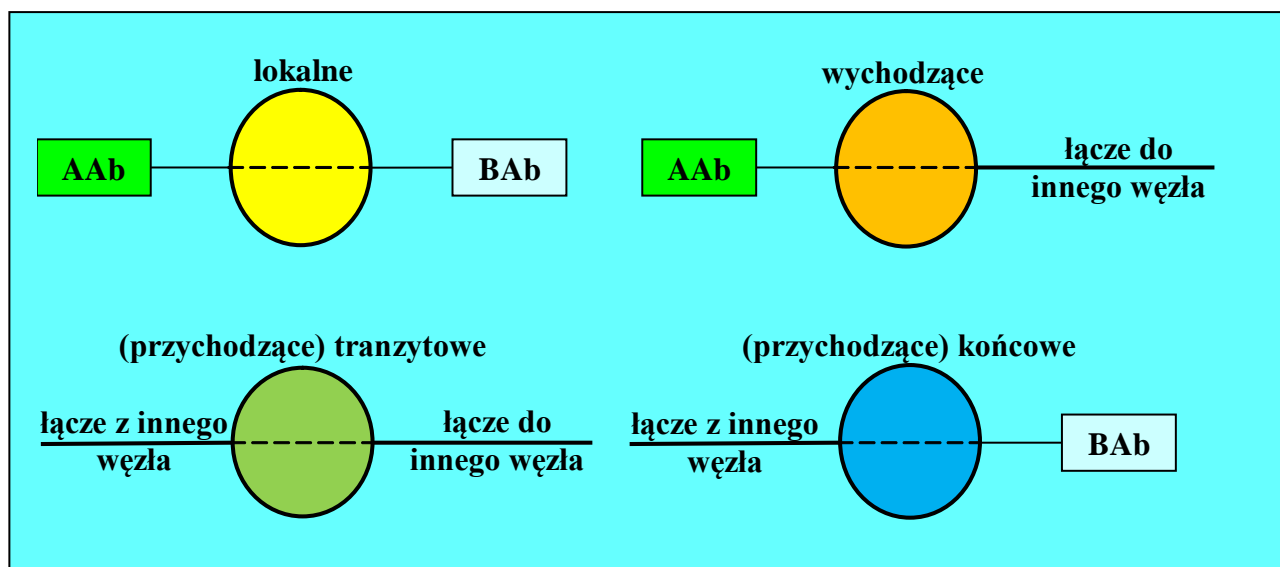 lokalne
AAb
BAb
wychodzące
AAb
łącze do
innego węzła
(przychodzące) tranzytowe
łącze z innego
węzła
łącze do
innego węzła
(przychodzące) końcowe
łącze z innego
węzła
BAb